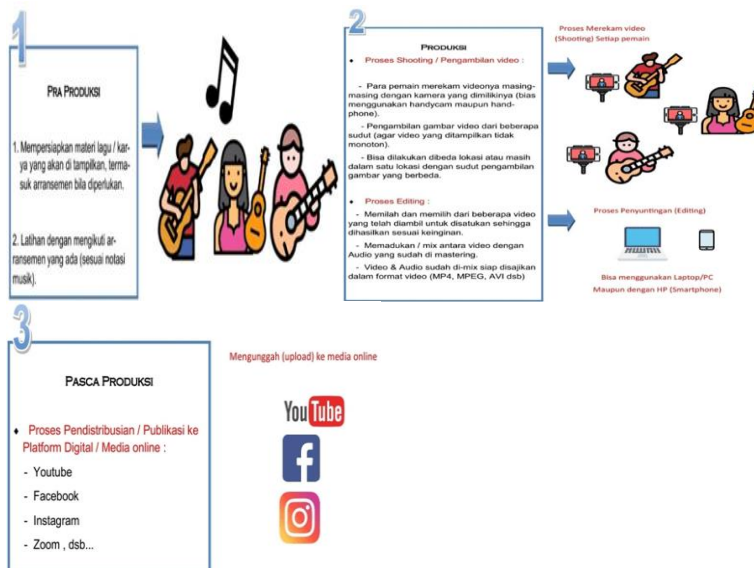 1
PRA PRODUKSI
1. Mempersiapkan materi lagu / kar-
ya yang akan di tampilkan, terma-
suk arransemen bila diperlukan.
2. Latihan dengan mengikuti ar-
ransemen yang ada (sesuai notasi
musik).
2
PRODUKSI
♦ Proses Shooting / Pengambilan video :
- Para pemain merekam videonya masing-
masing dengan kamera yang dimilikinya (bias
menggunakan handycam maupun hand-
phone).
- Pengambilan gambar video dari beberapa
sudut (agar video yang ditampilkan tidak
monoton).
- Bisa dilakukan dibeda lokasi atau masih
dalam satu lokasi dengan sudut pengambilan
gambar yang berbeda.
♦ Proses Editing :
- Memilah dan memilih dari beberapa video
yang telah diambil untuk disatukan sehingga
dihasilkan sesuai keinginan.
- Memadukan / mix antara video dengan
Audio yang sudah di mastering.
- Video & Audio sudah di-mix siap disajikan
dalam format video (MP4, MPEG, AVI dsb)
Proses Merekam video
(Shooting) Setiap pemain
Proses Penyuntingan (Editing)
Bisa menggunakan Laptop/PC
Maupun dengan HP (Smartphone)
3
PASCA PRODUKSI
♦ Proses Pendistribusian / Publikasi ke
Platform Digital / Media online :
- Youtube
- Facebook
- Instagram
- Zoom , dsb...
Mengunggah (upload) ke media online
YouTube
f